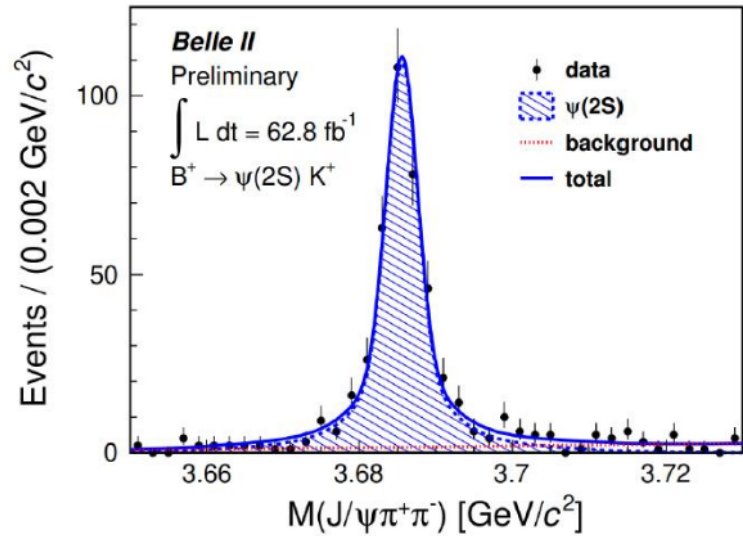 Belle II
Preliminary
∫ L dt = 62.8 fb⁻¹
B⁺ → ψ(2S) K⁺
data
ψ(2S)
background
total
Events / (0.002 GeV/c²)
100
50
0
3.66 3.68 3.7 3.72
M(J/ψπ⁺π⁻) [GeV/c²]